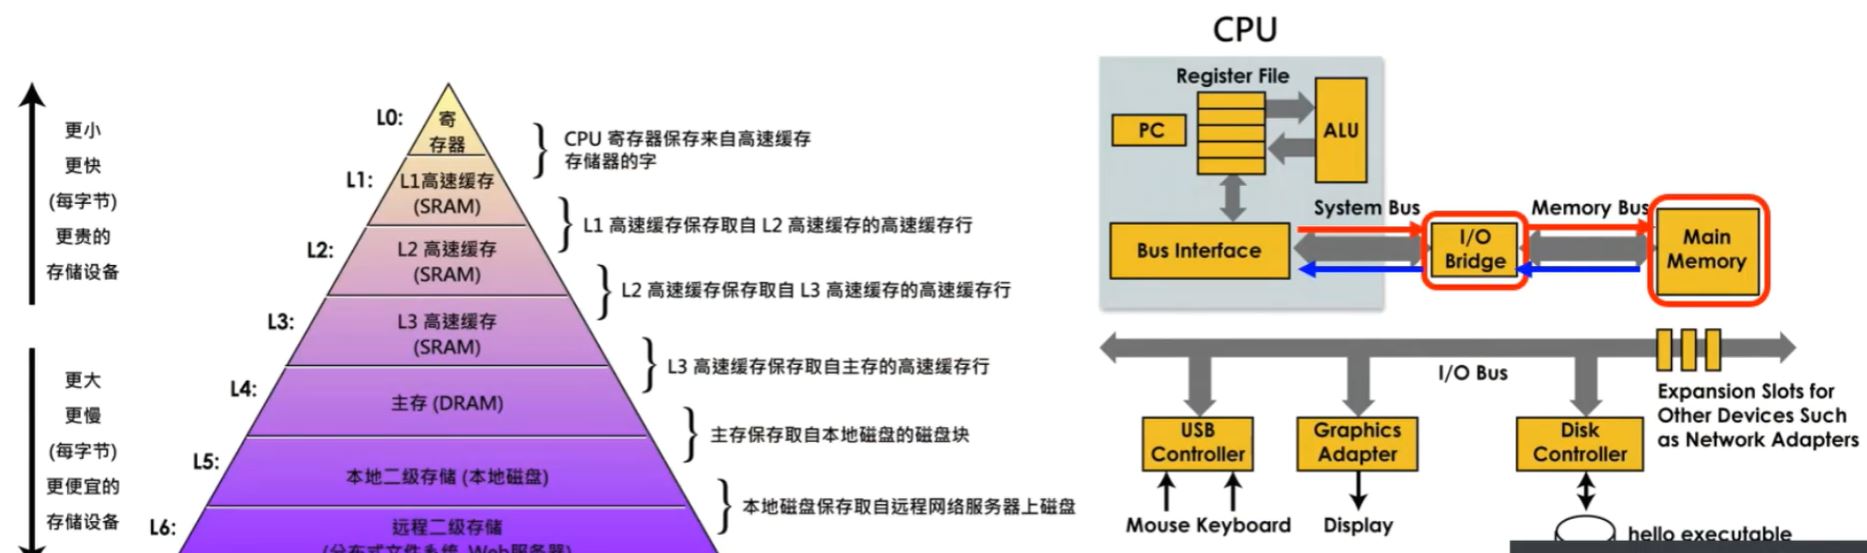 更小
更快
(每字节)
更贵的
存储设备
更大
更慢
(每字节)
更便宜的
存储设备
L0:
寄
存器
L1:
L1高速缓存
(SRAM)
L2:
L2 高速缓存
(SRAM)
L3:
L3 高速缓存
(SRAM)
L4:
主存 (DRAM)
L5:
本地二级存储 (本地磁盘)
L6:
远程二级存储
(分布式文件系统, Web服务器)
CPU 寄存器保存来自高速缓存
存储器的字
L1 高速缓存保存取自 L2 高速缓存的高速缓存行
L2 高速缓存保存取自 L3 高速缓存的高速缓存行
L3 高速缓存保存取自主存的高速缓存行
主存保存取自本地磁盘的磁盘块
本地磁盘保存取自远程网络服务器上磁盘
CPU
Register File
PC
ALU
System Bus
Memory Bus
Bus Interface
I/O
Bridge
Main
Memory
I/O Bus
Expansion Slots for
Other Devices Such
as Network Adapters
USB
Controller
Graphics
Adapter
Disk
Controller
Mouse Keyboard
Display
hello executable